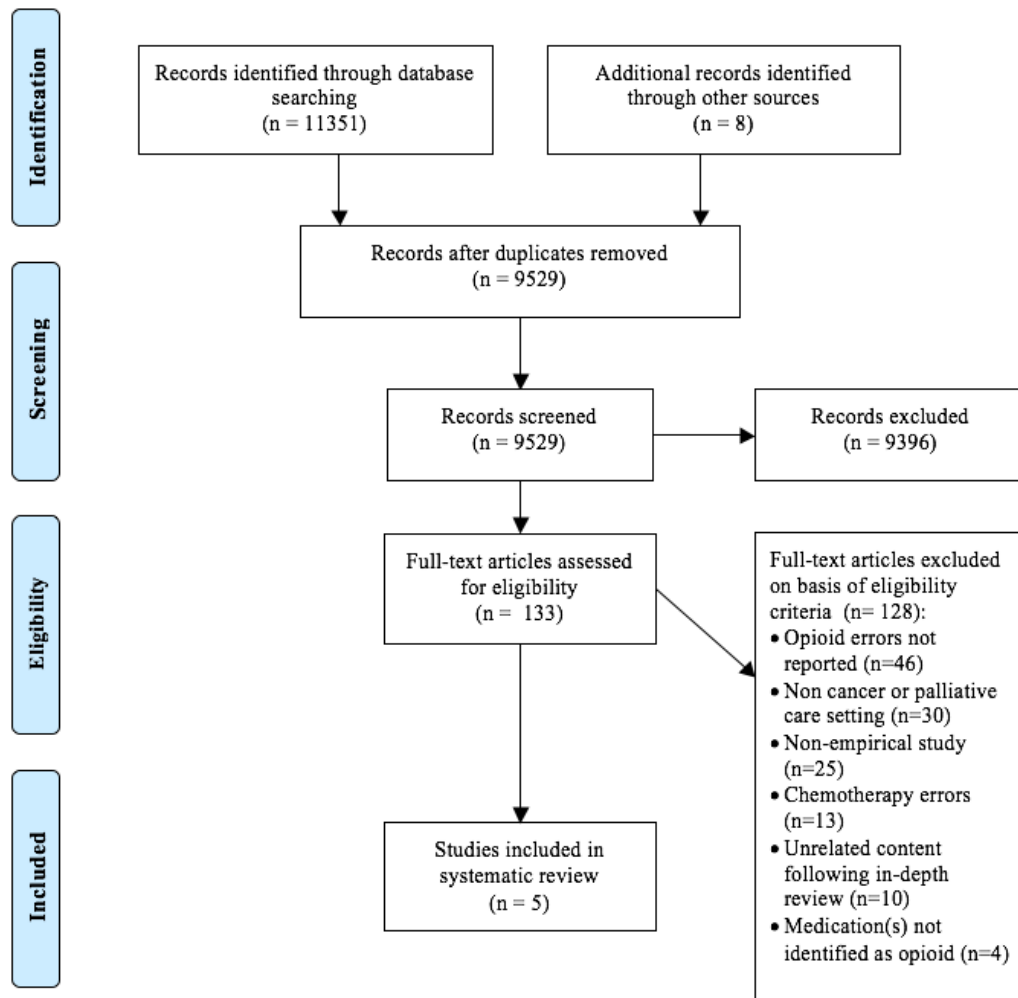 Identification
Records identified through database
searching
(n = 11351)
Additional records identified
through other sources
(n = 8)
Records after duplicates removed
(n = 9529)
Screening
Records screened
(n = 9529)
Records excluded
(n = 9396)
Eligibility
Full-text articles assessed
for eligibility
(n = 133)
Full-text articles excluded
on basis of eligibility
criteria (n= 128):
• Opioid errors not
reported (n=46)
• Non cancer or palliative
care setting (n=30)
• Non-empirical study
(n=25)
• Chemotherapy errors
(n=13)
• Unrelated content
following in-depth
review (n=10)
• Medication(s) not
identified as opioid (n=4)
Included
Studies included in
systematic review
(n = 5)